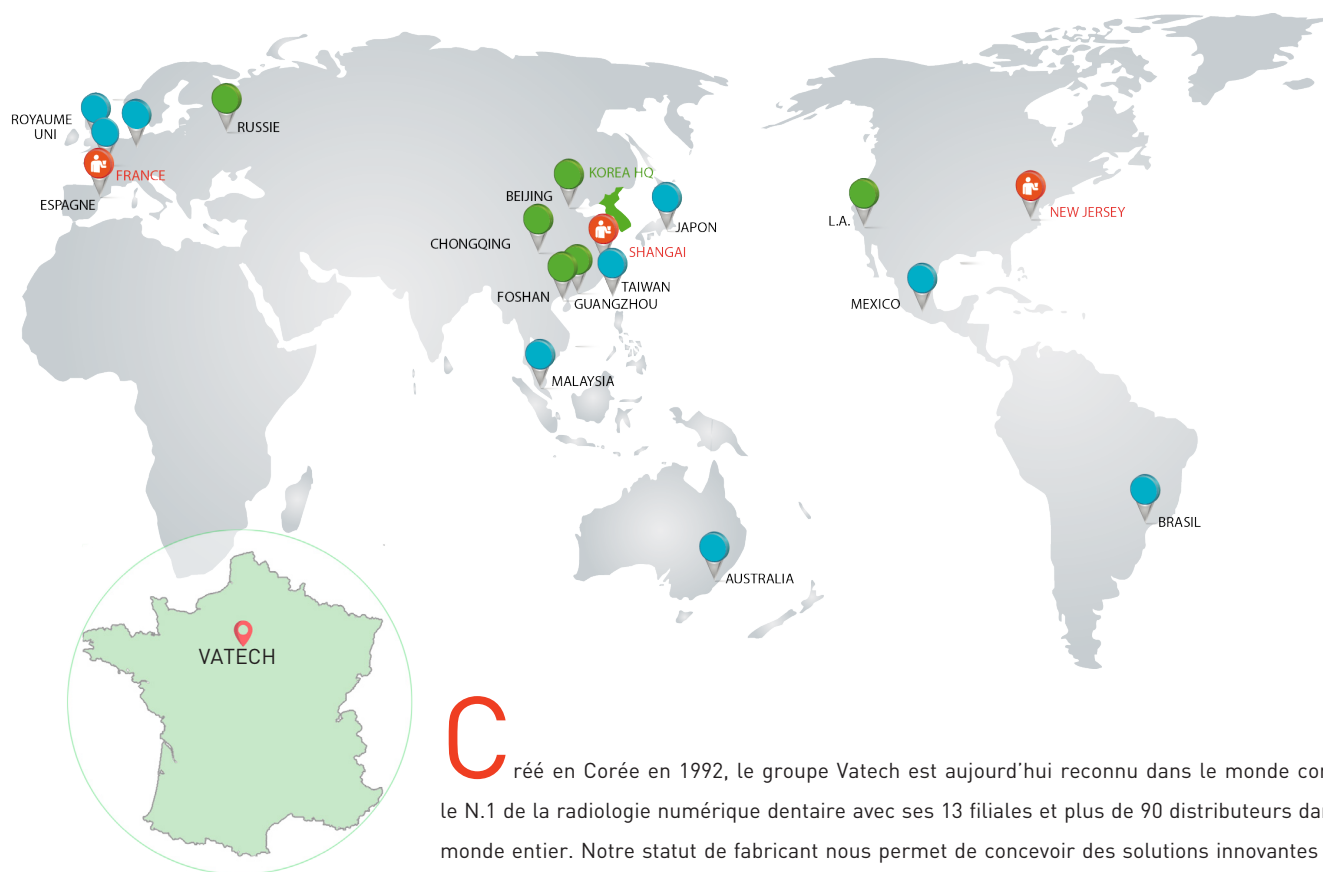 ROYAUME
UNI
RUSSIE
FRANCE
ESPAGNE
KOREA HQ
BEIJING
JAPON
CHONGQING
SHANGAI
TAIWAN
FOSHAN
GUANGZHOU
MALAYSIA
AUSTRALIA
L.A.
NEW JERSEY
MEXICO
BRASIL
VATECH
Créé en Corée en 1992, le groupe Vatech est aujourd'hui reconnu dans le monde
le N.1 de la radiologie numérique dentaire avec ses 13 filiales et plus de 90 distributeurs
monde entier. Notre statut de fabricant nous permet de concevoir des solutions innovantes